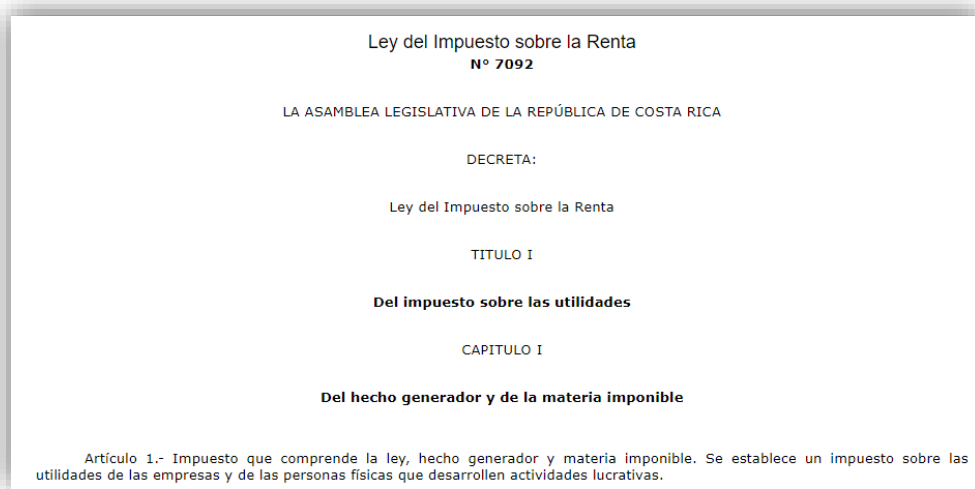 Ley del Impuesto sobre la Renta
Nº 7092
LA ASAMBLEA LEGISLATIVA DE LA REPÚBLICA DE COSTA RICA
DECRETA:
Ley del Impuesto sobre la Renta
TITULO I
Del impuesto sobre las utilidades
CAPITULO I
Del hecho generador y de la materia imponible
Artículo 1.- Impuesto que comprende la ley, hecho generador y materia imponible. Se establece un impuesto sobre las
utilidades de las empresas y de las personas físicas que desarrollen actividades lucrativas.